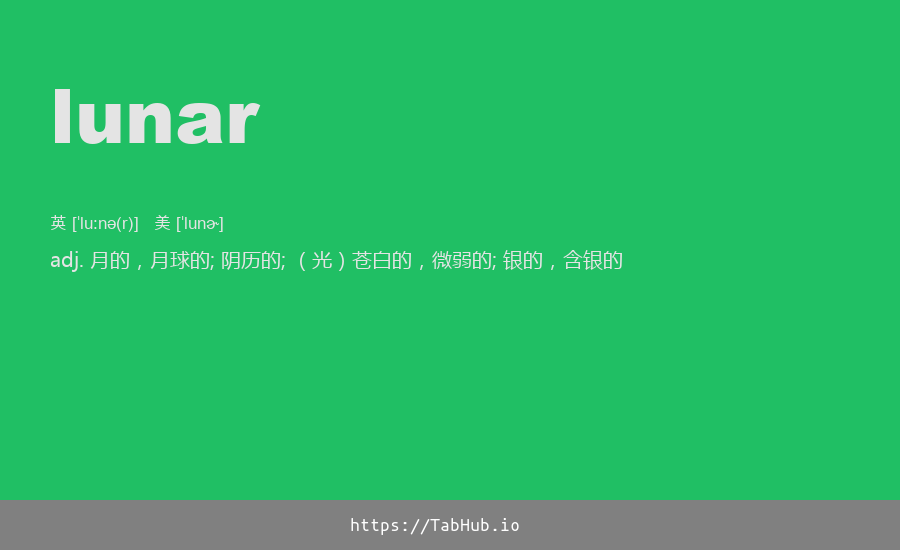 lunar
英 ['lu:nə(r)] 美 ['lunɚ]
adj. 月的，月球的; 阴历的; （光）苍白的，微弱的; 银的，含银的
https://TabHub.io